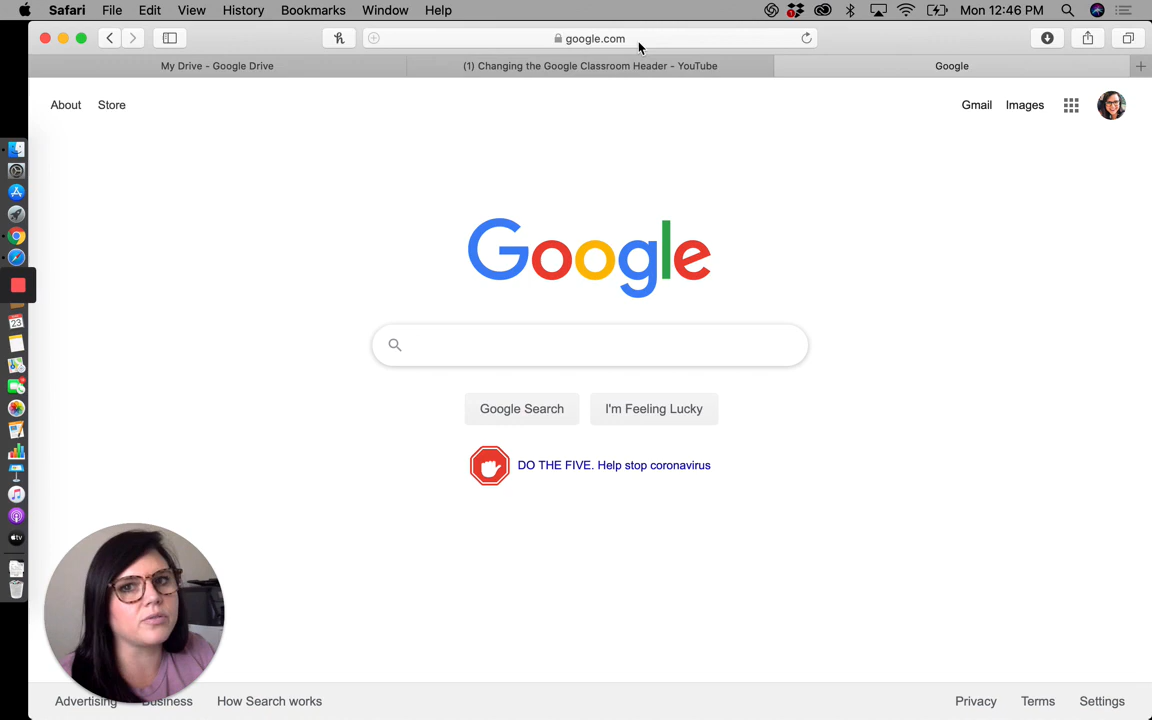 Safari File Edit View History Bookmarks Window Help Mon 12:46 PM
google.com
My Drive - Google Drive (1) Changing the Google Classroom Header - YouTube Google
About Store Gmail Images
Google
Google Search I'm Feeling Lucky
DO THE FIVE. Help stop coronavirus
23
tv
Advertising Business How Search works Privacy Terms Settings